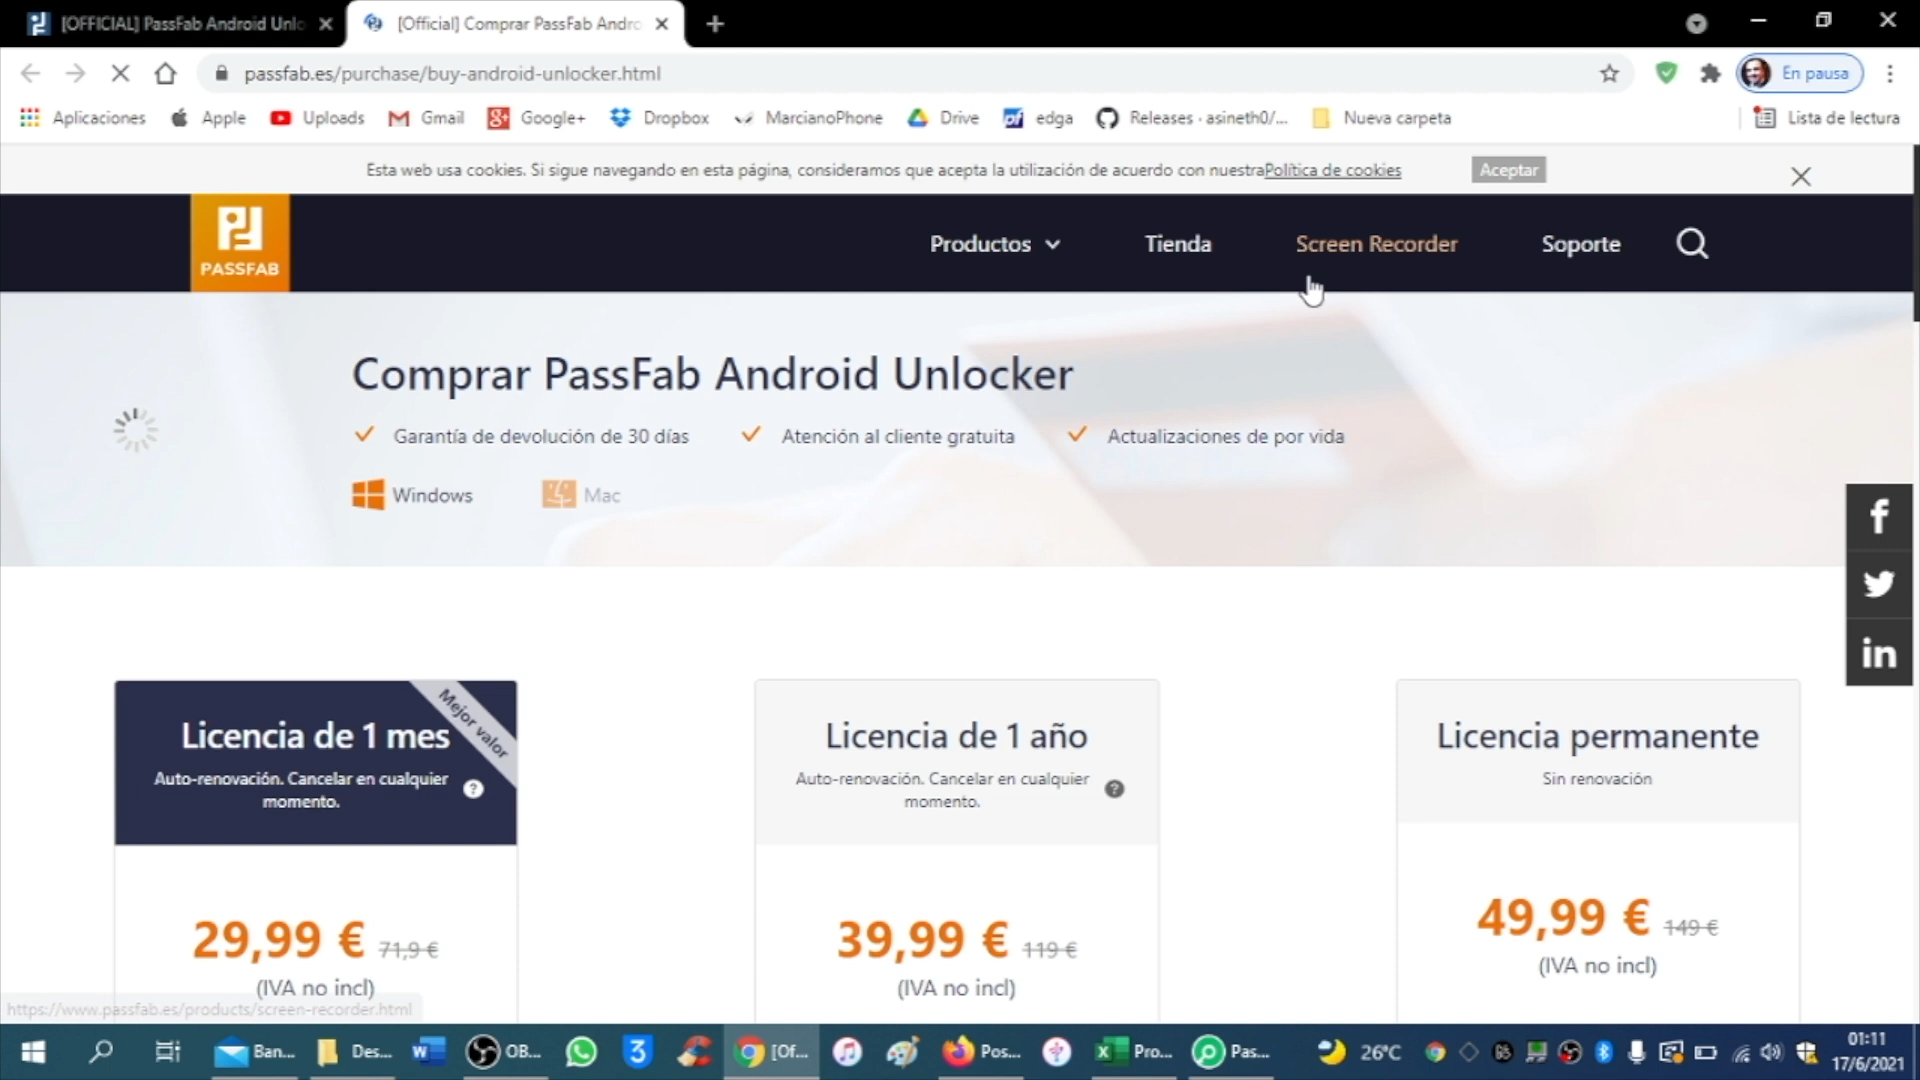 [OFFICIAL] PassFab Android Unlo
[Official] Comprar PassFab Andro
passfab.es/purchase/buy-android-unlocker.html
En pausa
Aplicaciones Apple Uploads Gmail Google+ Dropbox MarcianoPhone Drive edga Releases · asineth0/... Nueva carpeta Lista de lectura
Esta web usa cookies. Si sigue navegando en esta página, consideramos que acepta la utilización de acuerdo con nuestraPolítica de cookies Aceptar
PASSFAB
Productos Tienda Screen Recorder Soporte
Comprar PassFab Android Unlocker
Garantía de devolución de 30 días Atención al cliente gratuita Actualizaciones de por vida
Windows Mac
Mejor valor
Licencia de 1 mes
Auto-renovación. Cancelar en cualquier
momento.
29,99 € 71,9 €
(IVA no incl)
Licencia de 1 año
Auto-renovación. Cancelar en cualquier
momento.
39,99 € 119 €
(IVA no incl)
Licencia permanente
Sin renovación
49,99 € 149 €
(IVA no incl)
https://www.passfab.es/products/screen-recorder.html
Ban... Des... OB... [Of... Pos... Pro... Pas... 26°C
01:11
17/6/2021